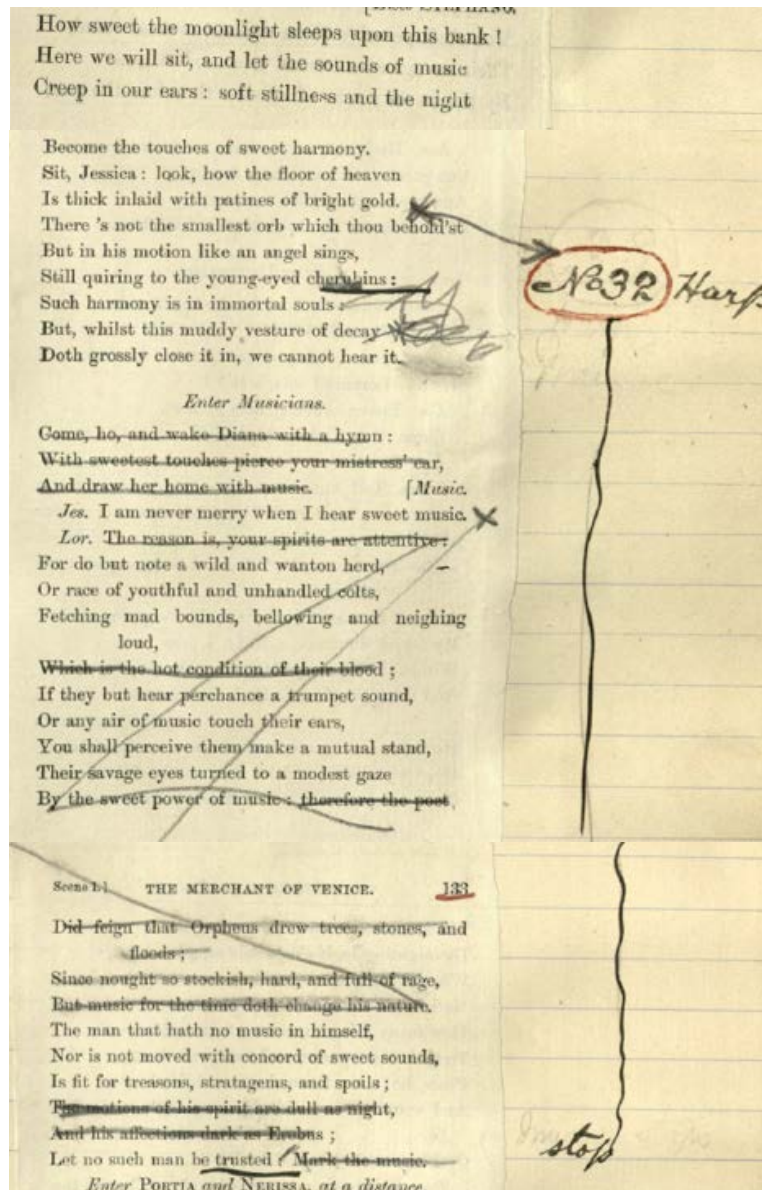 How sweet the moonlight sleeps upon this bank !
Here we will sit, and let the sounds of music
Creep in our ears : soft stillness and the night
Become the touches of sweet harmony.
Sit, Jessica : look, how the floor of heaven
Is thick inlaid with patines of bright gold.
There 's not the smallest orb which thou behold'st
But in his motion like an angel sings,
Still quiring to the young-eyed cherubins :
No 32 Harp
Such harmony is in immortal souls :
But, whilst this muddy vesture of decay
Doth grossly close it in, we cannot hear it.
Enter Musicians.
Come, ho, and wake Diana with a hymn :
With sweetest touches pierce your mistress' ear,
And draw her home with music. [Music.
Jes. I am never merry when I hear sweet music.
Lor. The reason is, your spirits are attentive :
For do but note a wild and wanton herd,
Or race of youthful and unhandled colts,
Fetching mad bounds, bellowing and neighing
loud,
Which is the hot condition of their blood ;
If they but hear perchance a trumpet sound,
Or any air of music touch their ears,
You shall perceive them make a mutual stand,
Their savage eyes turned to a modest gaze
By the sweet power of music : therefore the poet
Scene I.] THE MERCHANT OF VENICE. 133
Did feign that Orpheus drew trees, stones, and
floods ;
Since nought so stockish, hard, and full of rage,
But music for the time doth change his nature.
The man that hath no music in himself,
Nor is not moved with concord of sweet sounds,
Is fit for treasons, stratagems, and spoils ;
The motions of his spirit are dull as night,
And his affections dark as Erebus ;
Let no such man be trusted : Mark the music.
stop
Enter PORTIA and NERISSA, at a distance